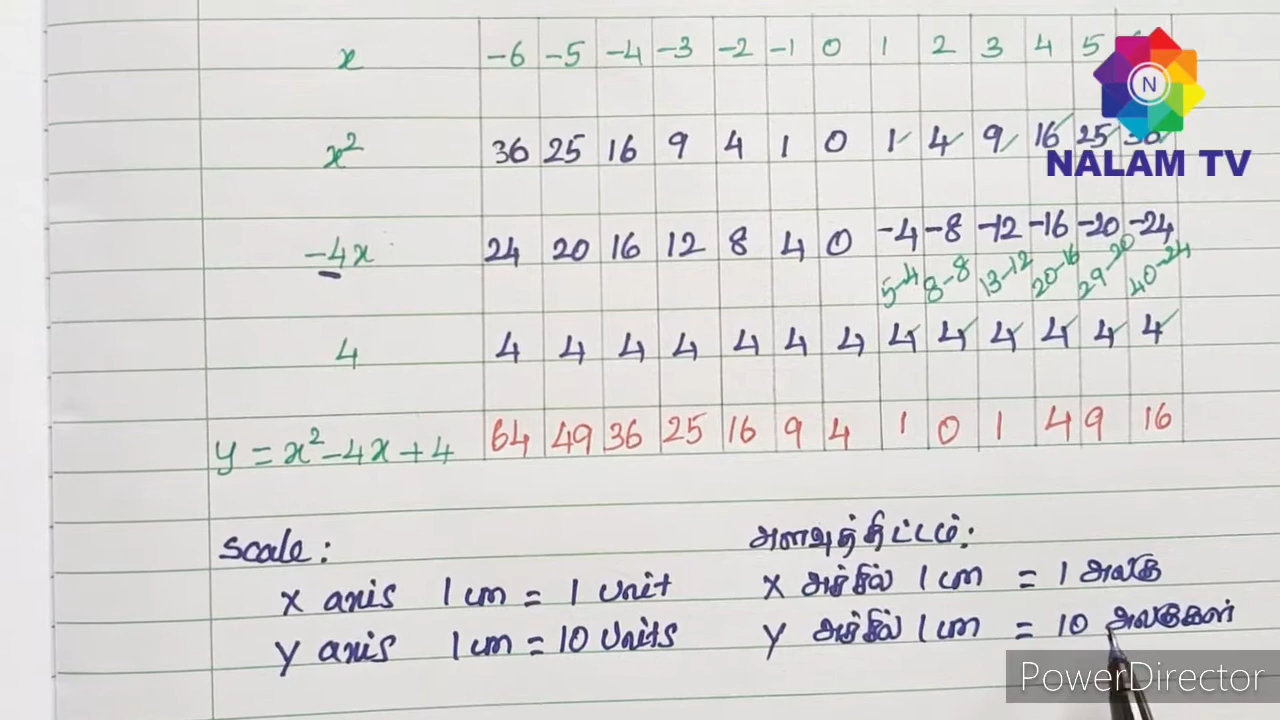 x -6 -5 -4 -3 -2 -1 0 1 2 3 4 5
x² 36 25 16 9 4 1 0 1 4 9 16 25 36
NALAM TV
-4x 24 20 16 12 8 4 0 -4 -8 -12 -16 -20 -24
5-4 8-8 13-12 20-16 29-20 40-24
4 4 4 4 4 4 4 4 4 4 4 4 4 4
y = x² - 4x + 4 64 49 36 25 16 9 4 1 0 1 4 9 16
Scale: அளவுத்திட்டம்:
X axis 1 cm = 1 unit X அச்சில் 1 cm = 1 அலகு
Y axis 1 cm = 10 units Y அச்சில் 1 cm = 10 அலகுகள்
PowerDirector